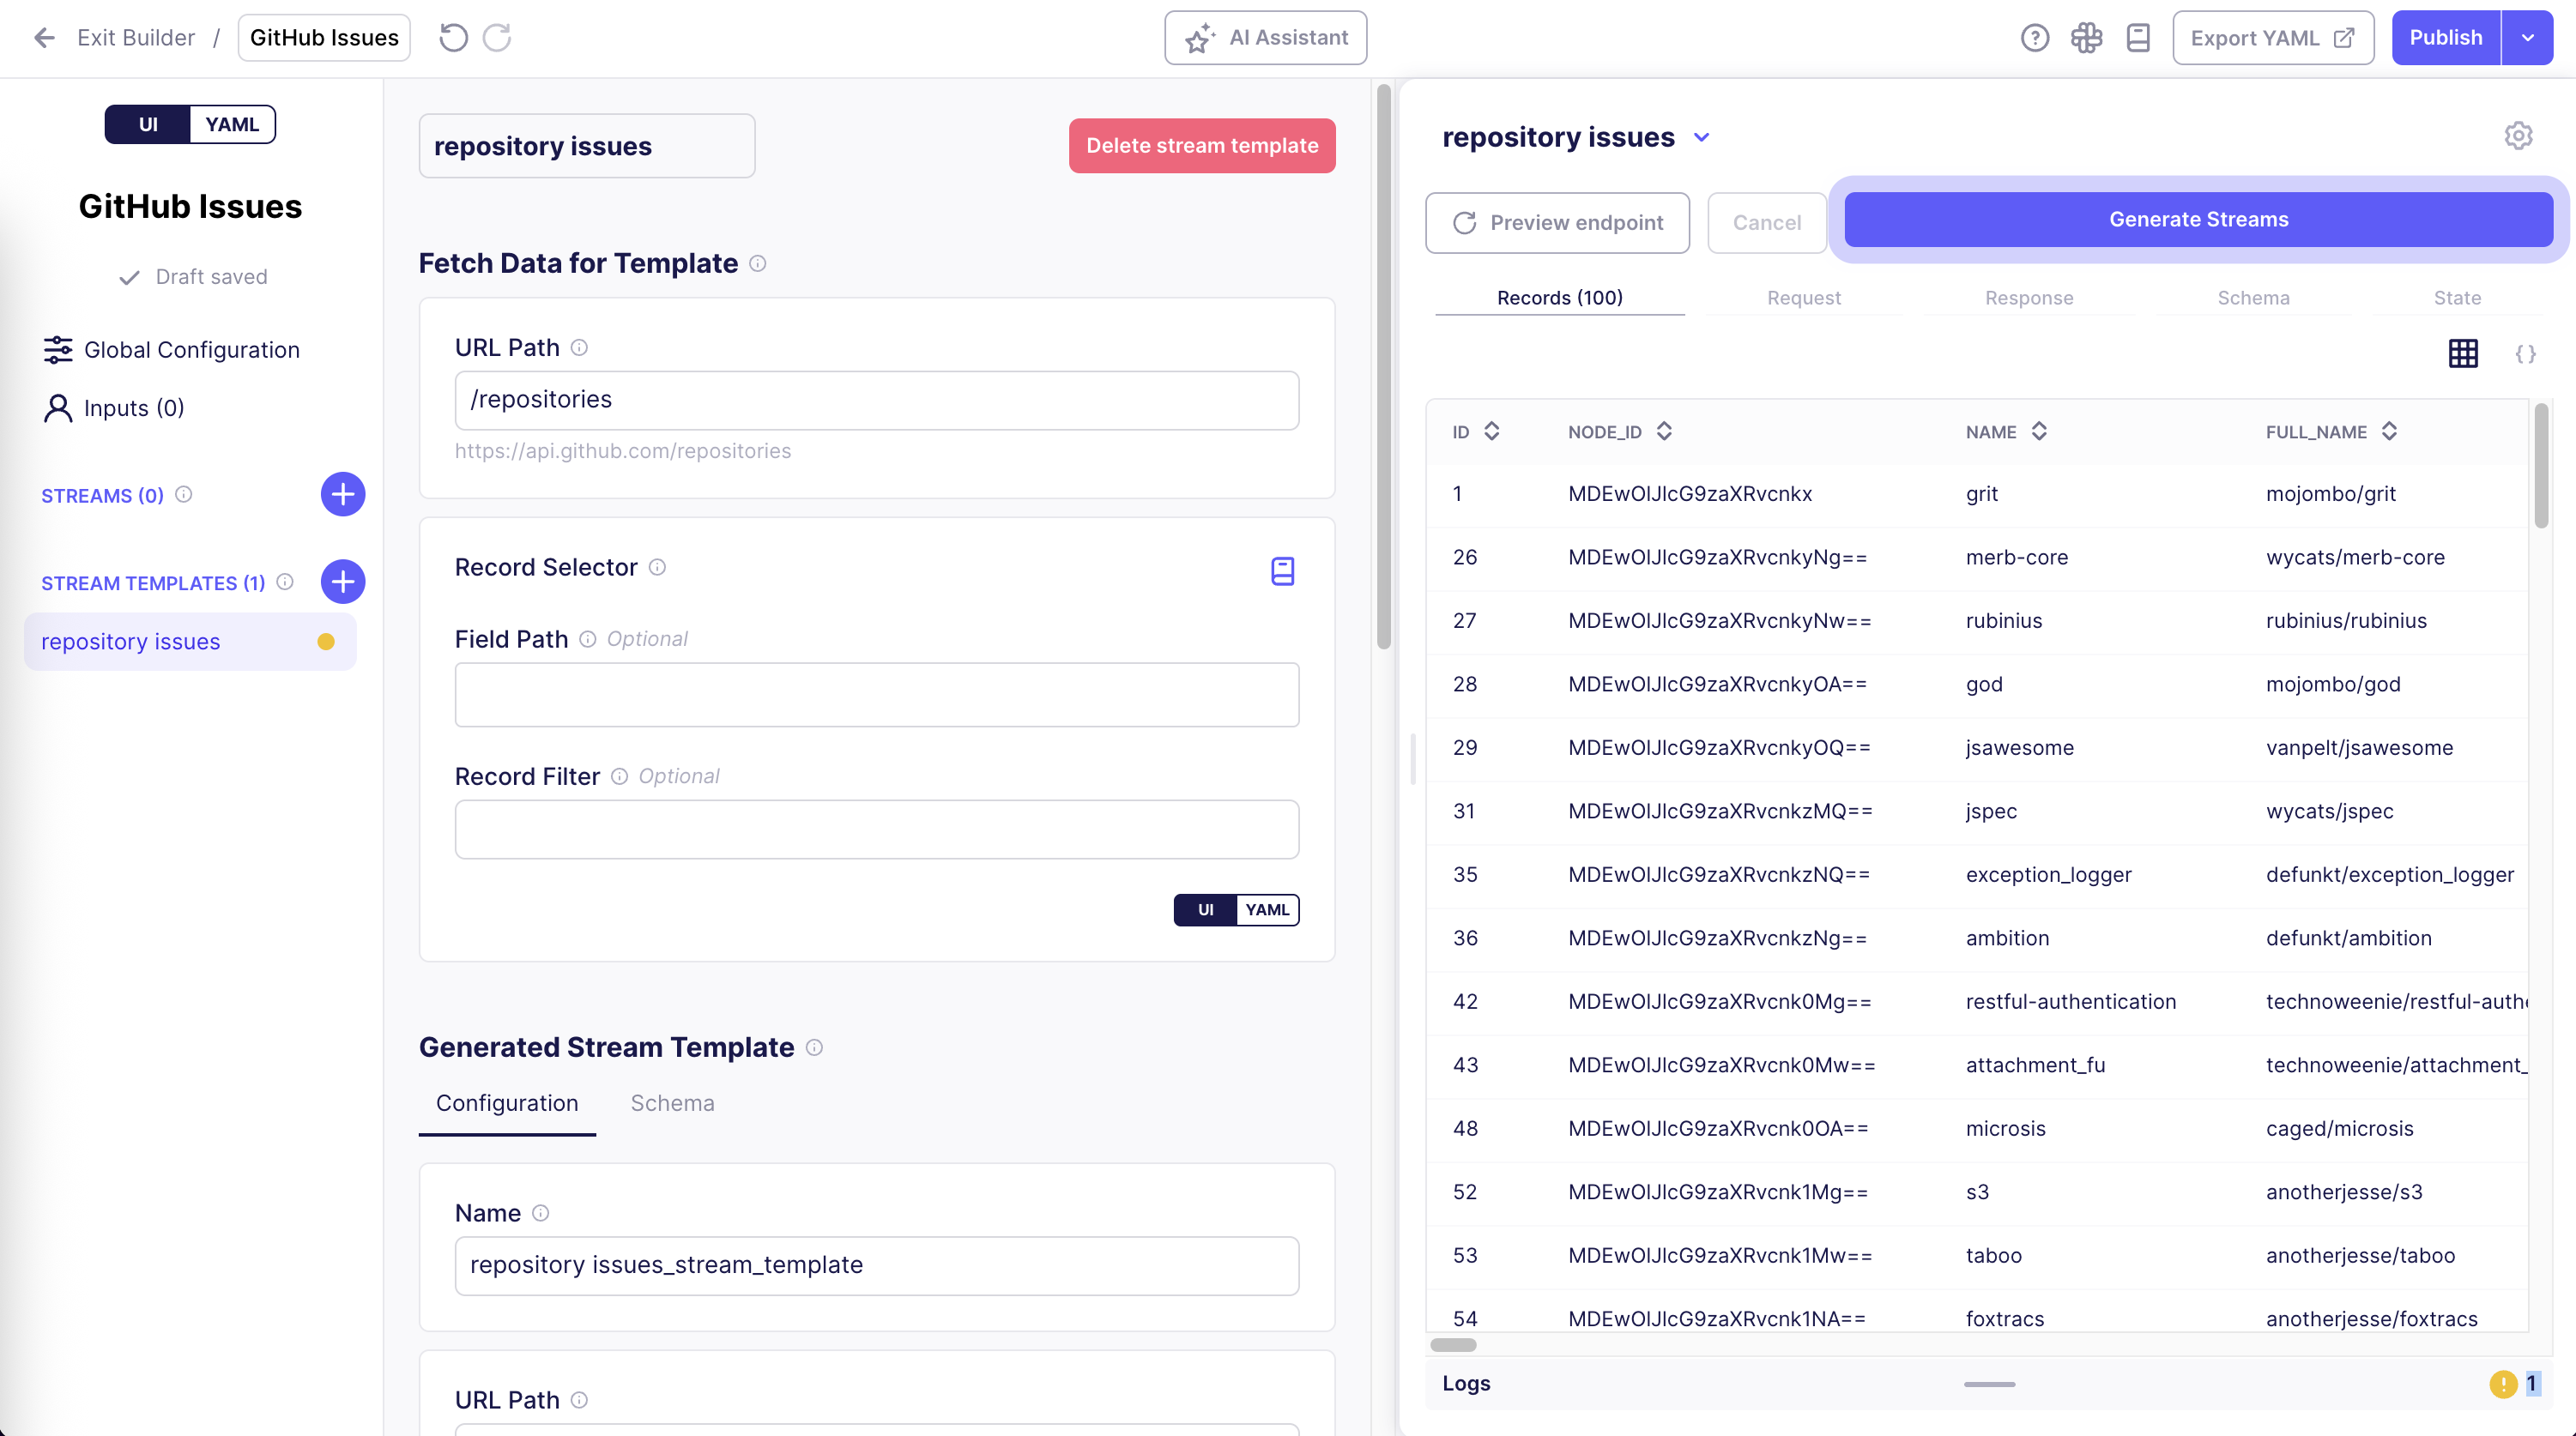 Exit Builder / GitHub Issues
AI Assistant
Export YAML
Publish
UI YAML
GitHub Issues
Draft saved
Global Configuration
Inputs (0)
STREAMS (0)
STREAM TEMPLATES (1)
repository issues
repository issues
Delete stream template
Fetch Data for Template
URL Path
/repositories
https://api.github.com/repositories
Record Selector
Field Path Optional
Record Filter Optional
UI YAML
Generated Stream Template
Configuration Schema
Name
repository issues_stream_template
URL Path
repository issues
Preview endpoint Cancel Generate Streams
Records (100) Request Response Schema State
{ }
ID NODE_ID NAME FULL_NAME
1 MDEwOlJlcG9zaXRvcnkx grit mojombo/grit
26 MDEwOlJlcG9zaXRvcnkyNg== merb-core wycats/merb-core
27 MDEwOlJlcG9zaXRvcnkyNw== rubinius rubinius/rubinius
28 MDEwOlJlcG9zaXRvcnkyOA== god mojombo/god
29 MDEwOlJlcG9zaXRvcnkyOQ== jsawesome vanpelt/jsawesome
31 MDEwOlJlcG9zaXRvcnkzMQ== jspec wycats/jspec
35 MDEwOlJlcG9zaXRvcnkzNQ== exception_logger defunkt/exception_logger
36 MDEwOlJlcG9zaXRvcnkzNg== ambition defunkt/ambition
42 MDEwOlJlcG9zaXRvcnk0Mg== restful-authentication technoweenie/restful-authe
43 MDEwOlJlcG9zaXRvcnk0Mw== attachment_fu technoweenie/attachment_
48 MDEwOlJlcG9zaXRvcnk0OA== microsis caged/microsis
52 MDEwOlJlcG9zaXRvcnk1Mg== s3 anotherjesse/s3
53 MDEwOlJlcG9zaXRvcnk1Mw== taboo anotherjesse/taboo
54 MDEwOlJlcG9zaXRvcnk1NA== foxtracs anotherjesse/foxtracs
Logs 1